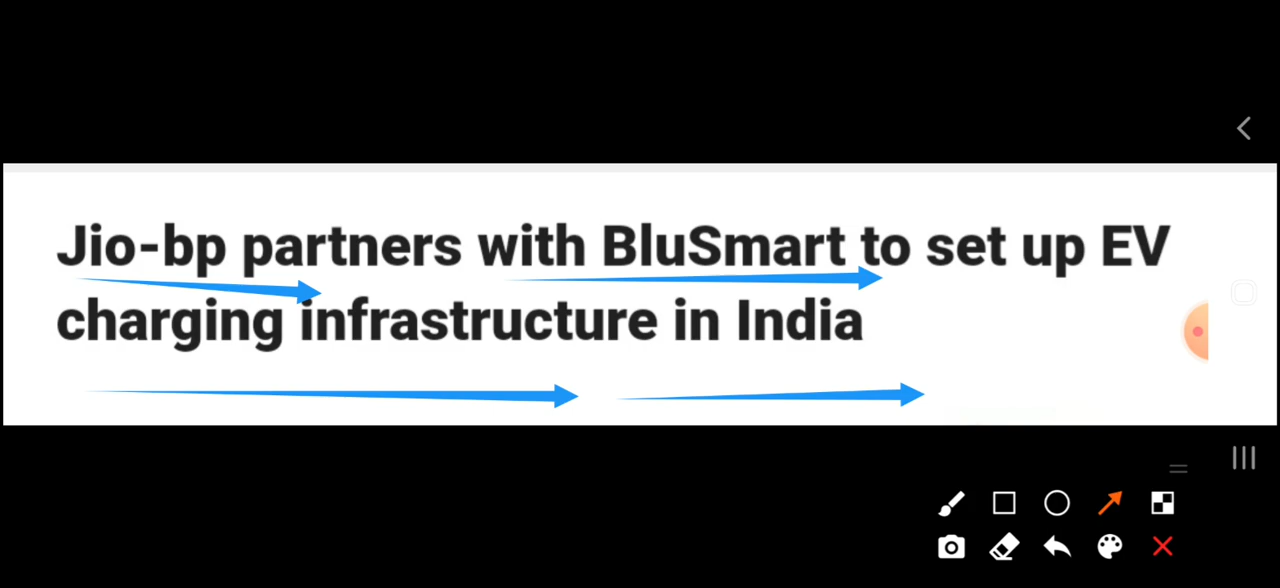 Jio-bp partners with BluSmart to set up EV
charging infrastructure in India